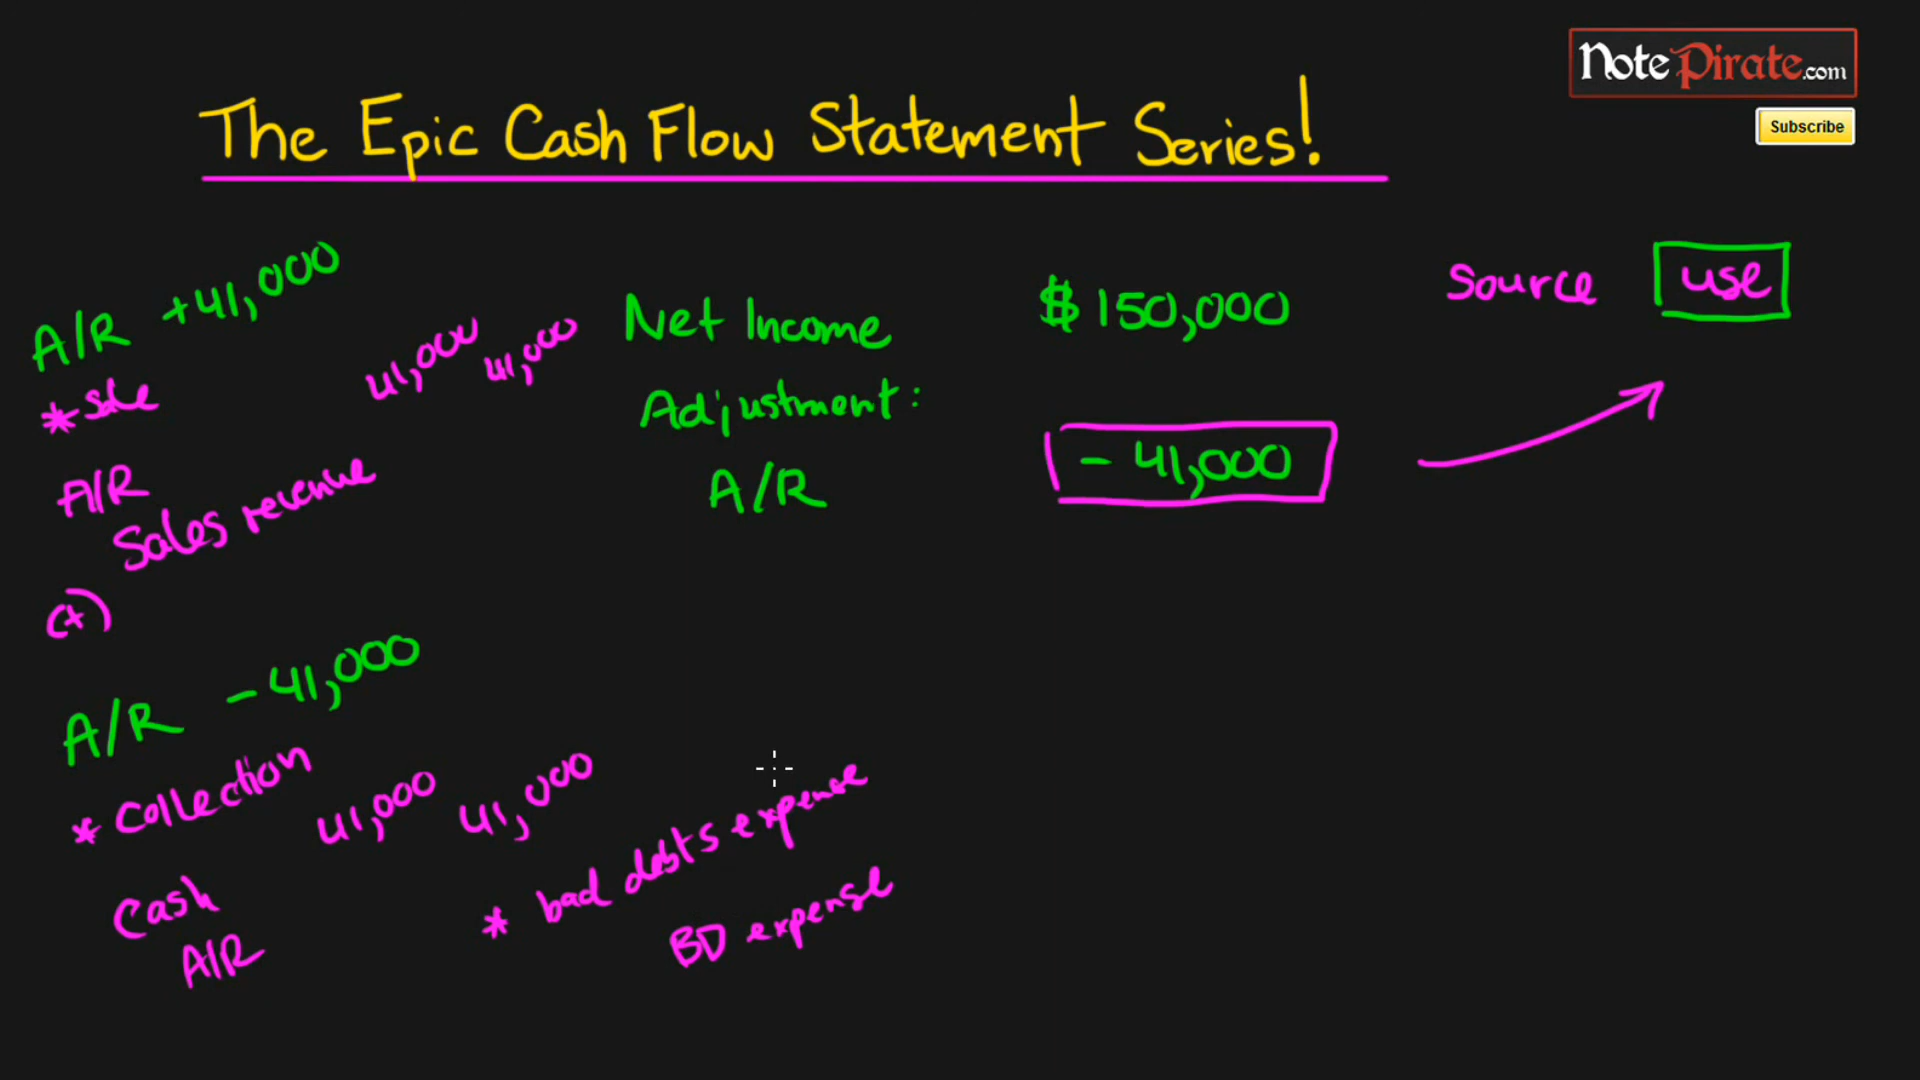 NotePirate.com
Subscribe
The Epic Cash Flow Statement Series!
A/R +41,000
* Sale
41,000 41,000
A/R
Sales revenue
(+)
A/R -41,000
* Collection
41,000 41,000
Cash
A/R
* bad debts expense
BD expense
Net Income $150,000
Adjustment:
A/R -41,000
Source use